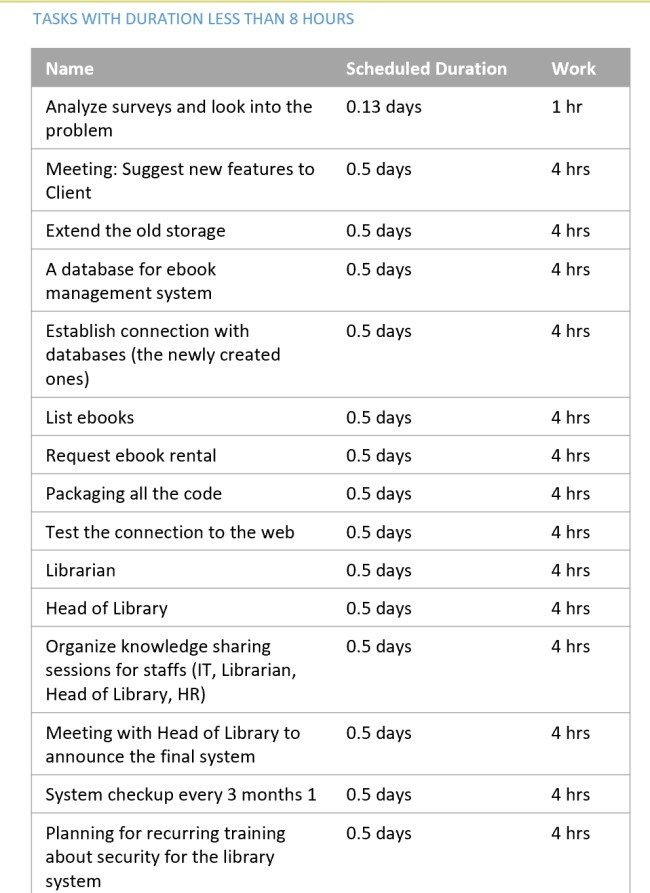 TASKS WITH DURATION LESS THAN 8 HOURS
Name Scheduled Duration Work
Analyze surveys and look into the 0.13 days 1 hr
problem
Meeting: Suggest new features to 0.5 days 4 hrs
Client
Extend the old storage 0.5 days 4 hrs
A database for ebook 0.5 days 4 hrs
management system
Establish connection with 0.5 days 4 hrs
databases (the newly created
ones)
List ebooks 0.5 days 4 hrs
Request ebook rental 0.5 days 4 hrs
Packaging all the code 0.5 days 4 hrs
Test the connection to the web 0.5 days 4 hrs
Librarian 0.5 days 4 hrs
Head of Library 0.5 days 4 hrs
Organize knowledge sharing 0.5 days 4 hrs
sessions for staffs (IT, Librarian,
Head of Library, HR)
Meeting with Head of Library to 0.5 days 4 hrs
announce the final system
System checkup every 3 months 1 0.5 days 4 hrs
Planning for recurring training 0.5 days 4 hrs
about security for the library
system